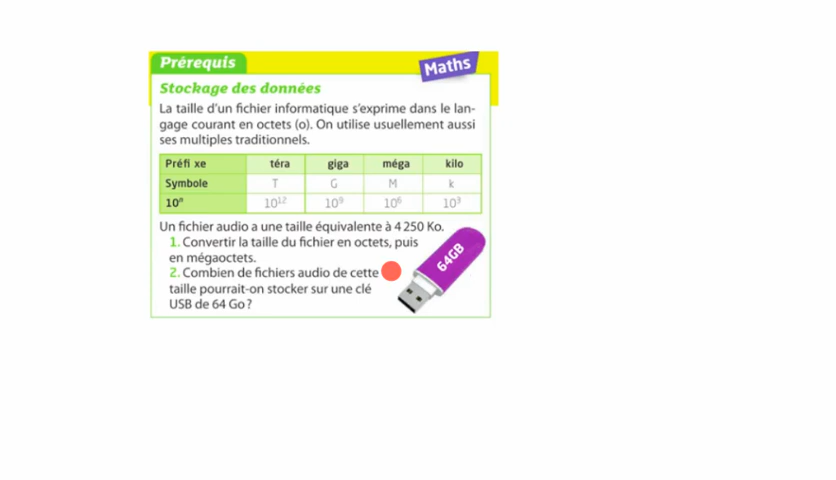 Prérequis
Maths
Stockage des données
La taille d'un fichier informatique s'exprime dans le lan-
gage courant en octets (o). On utilise usuellement aussi
ses multiples traditionnels.
Préfi xe téra giga méga kilo
Symbole T G M k
10ⁿ 10¹² 10⁹ 10⁶ 10³
Un fichier audio a une taille équivalente à 4 250 Ko.
1. Convertir la taille du fichier en octets, puis
en mégaoctets.
2. Combien de fichiers audio de cette
taille pourrait-on stocker sur une clé
USB de 64 Go ?
64GB